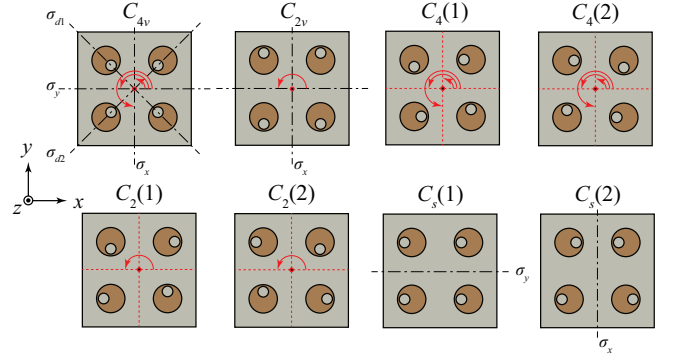 σd1 C4v C2v C4(1) C4(2)
σy
σd2 σx σx
y
z x
C2(1) C2(2) Cs(1) Cs(2)
σy
σx